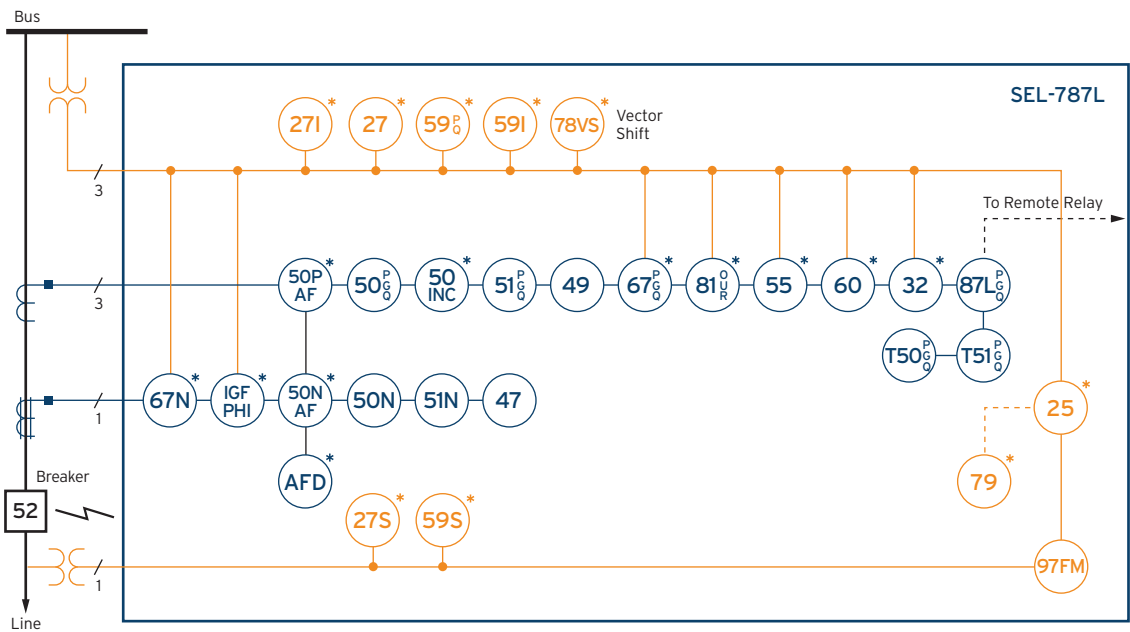 Bus
SEL-787L
27I*
27*
59PQ*
59I*
78VS*
Vector
Shift
3
To Remote Relay
50P
AF*
50PGQ
50
INC*
51PGQ
49
67PGQ*
81OUR*
55*
60*
32*
87LPGQ
3
T50PGQ
T51PGQ
67N*
IGF
PHI*
50N
AF*
50N
51N
47
25*
1
Breaker
52
AFD*
79*
27S*
59S*
97FM
1
Line